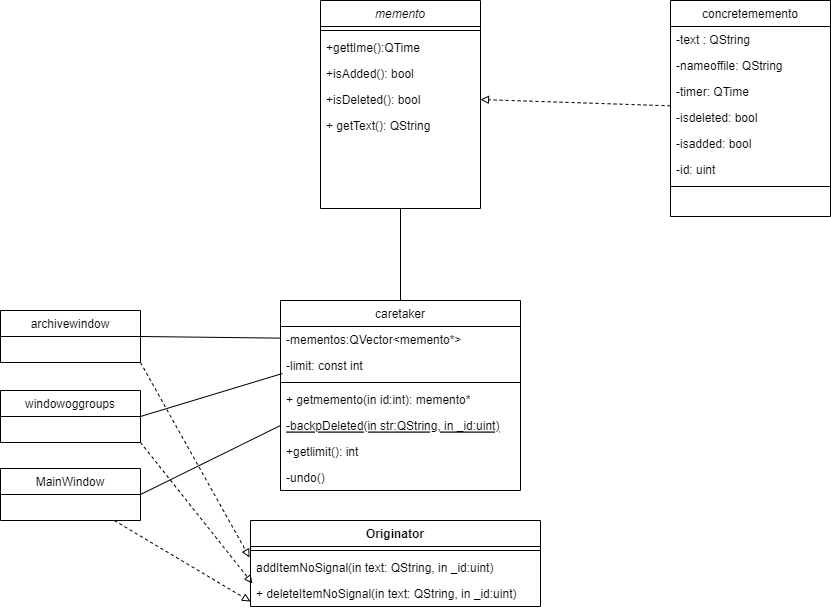 memento
+gettIme():QTime
+isAdded(): bool
+isDeleted(): bool
+ getText(): QString
concretememento
-text : QString
-nameoffile: QString
-timer: QTime
-isdeleted: bool
-isadded: bool
-id: uint
caretaker
-mementos:QVector<memento*>
-limit: const int
+ getmemento(in id:int): memento*
-backpDeleted(in str:QString, in _id:uint)
+getlimit(): int
-undo()
archivewindow
windowoggroups
MainWindow
Originator
addItemNoSignal(in text: QString, in _id:uint)
+ deleteItemNoSignal(in text: QString, in _id:uint)